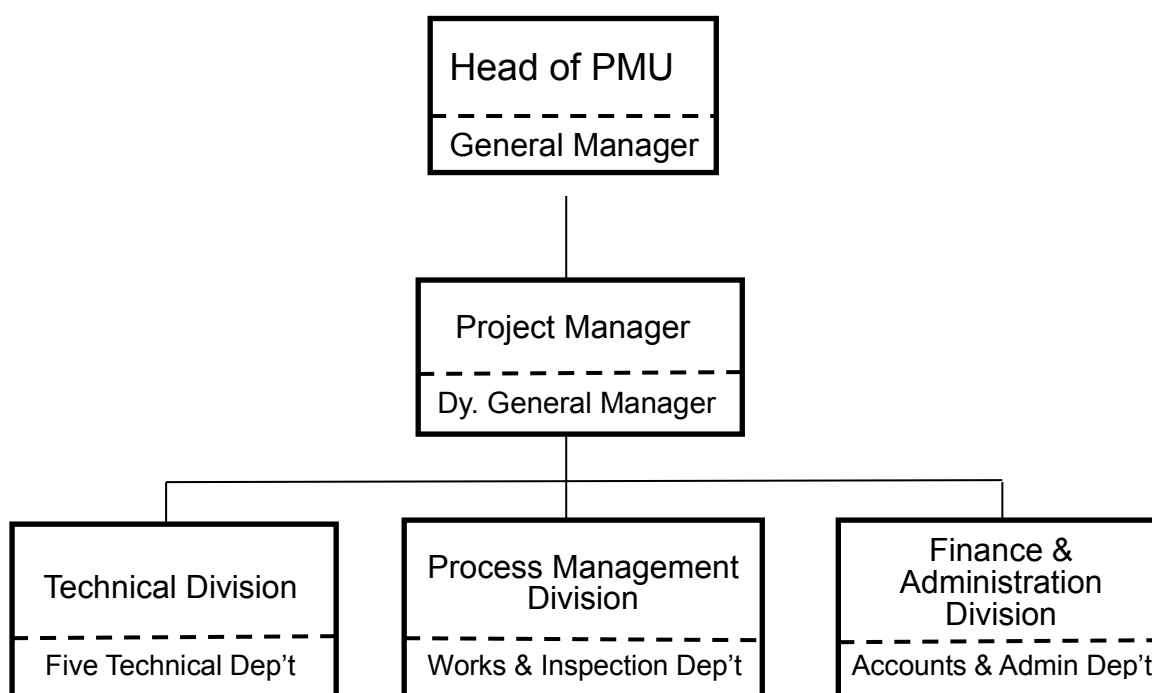 Head of PMU
General Manager
Project Manager
Dy. General Manager
Technical Division
Five Technical Dep’t
Process Management
Division
Works & Inspection Dep’t
Finance &
Administration
Division
Accounts & Admin Dep’t